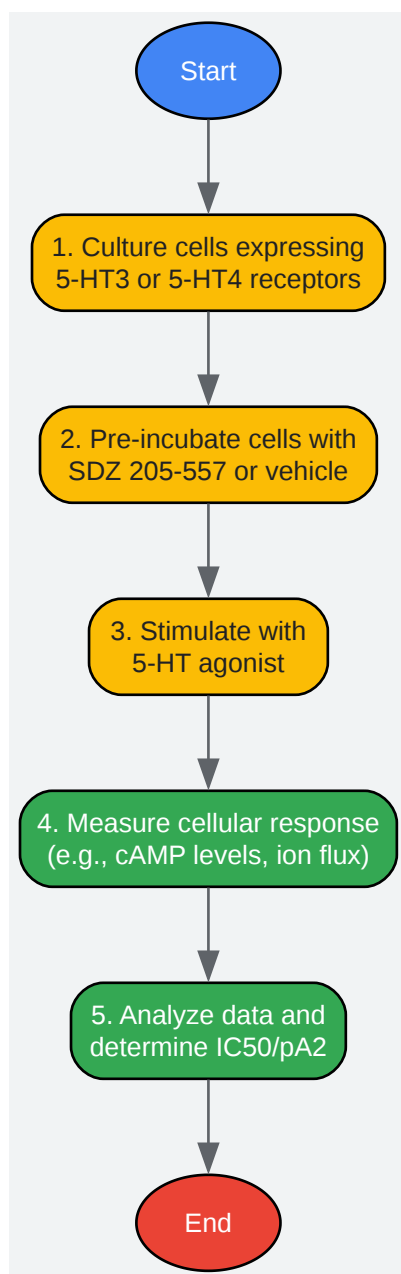 Start
1. Culture cells expressing
5-HT3 or 5-HT4 receptors
2. Pre-incubate cells with
SDZ 205-557 or vehicle
3. Stimulate with
5-HT agonist
4. Measure cellular response
(e.g., cAMP levels, ion flux)
5. Analyze data and
determine IC50/pA2
End